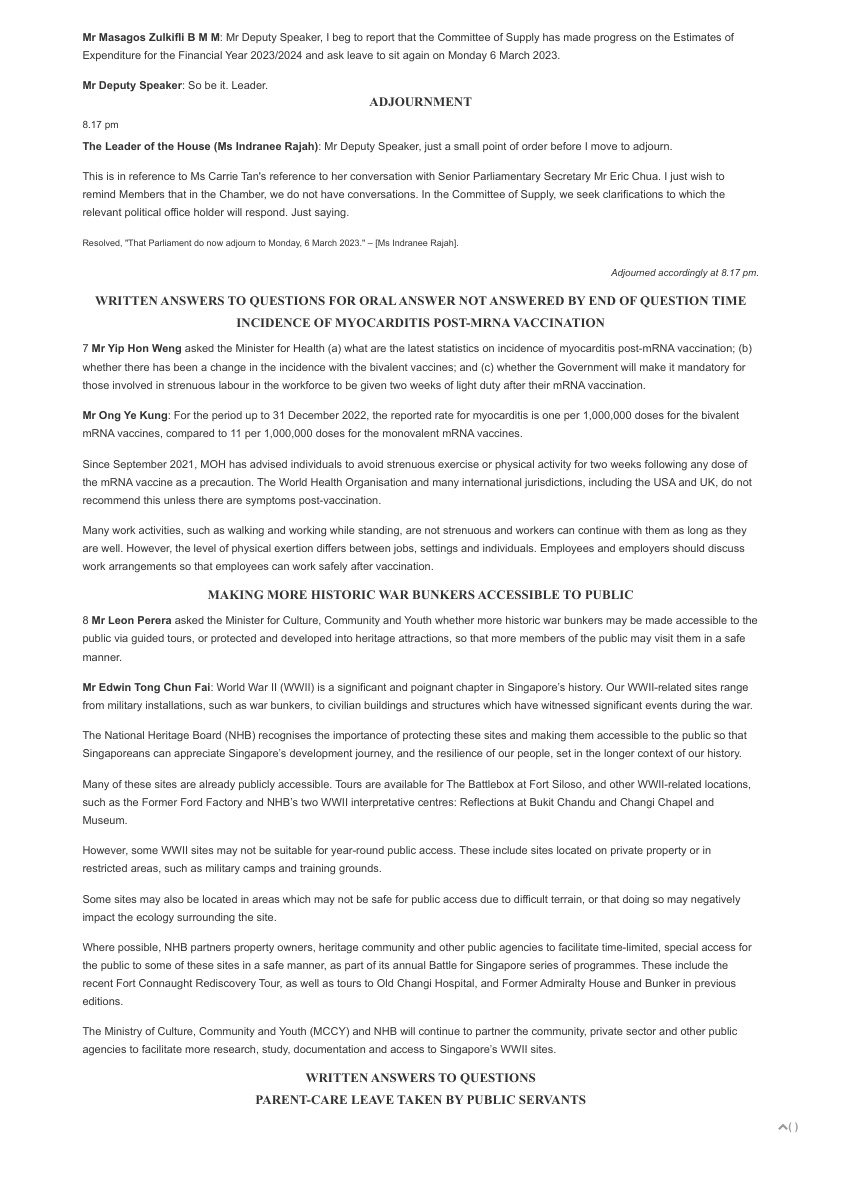 Mr Masagos Zulkifli B M M: Mr Deputy Speaker, I beg to report that the Committee of Supply has made progress on the Estimates of
Expenditure for the Financial Year 2023/2024 and ask leave to sit again on Monday 6 March 2023.
Mr Deputy Speaker: So be it. Leader.
ADJOURNMENT
8.17 pm
The Leader of the House (Ms Indranee Rajah): Mr Deputy Speaker, just a small point of order before I move to adjourn.
This is in reference to Ms Carrie Tan's reference to her conversation with Senior Parliamentary Secretary Mr Eric Chua. I just wish to
remind Members that in the Chamber, we do not have conversations. In the Committee of Supply, we seek clarifications to which the
relevant political office holder will respond. Just saying.
Resolved, "That Parliament do now adjourn to Monday, 6 March 2023." – [Ms Indranee Rajah].
Adjourned accordingly at 8.17 pm.
WRITTEN ANSWERS TO QUESTIONS FOR ORAL ANSWER NOT ANSWERED BY END OF QUESTION TIME
INCIDENCE OF MYOCARDITIS POST-MRNA VACCINATION
7 Mr Yip Hon Weng asked the Minister for Health (a) what are the latest statistics on incidence of myocarditis post-mRNA vaccination; (b)
whether there has been a change in the incidence with the bivalent vaccines; and (c) whether the Government will make it mandatory for
those involved in strenuous labour in the workforce to be given two weeks of light duty after their mRNA vaccination.
Mr Ong Ye Kung: For the period up to 31 December 2022, the reported rate for myocarditis is one per 1,000,000 doses for the bivalent
mRNA vaccines, compared to 11 per 1,000,000 doses for the monovalent mRNA vaccines.
Since September 2021, MOH has advised individuals to avoid strenuous exercise or physical activity for two weeks following any dose of
the mRNA vaccine as a precaution. The World Health Organisation and many international jurisdictions, including the USA and UK, do not
recommend this unless there are symptoms post-vaccination.
Many work activities, such as walking and working while standing, are not strenuous and workers can continue with them as long as they
are well. However, the level of physical exertion differs between jobs, settings and individuals. Employees and employers should discuss
work arrangements so that employees can work safely after vaccination.
MAKING MORE HISTORIC WAR BUNKERS ACCESSIBLE TO PUBLIC
8 Mr Leon Perera asked the Minister for Culture, Community and Youth whether more historic war bunkers may be made accessible to the
public via guided tours, or protected and developed into heritage attractions, so that more members of the public may visit them in a safe
manner.
Mr Edwin Tong Chun Fai: World War II (WWII) is a significant and poignant chapter in Singapore’s history. Our WWII-related sites range
from military installations, such as war bunkers, to civilian buildings and structures which have witnessed significant events during the war.
The National Heritage Board (NHB) recognises the importance of protecting these sites and making them accessible to the public so that
Singaporeans can appreciate Singapore’s development journey, and the resilience of our people, set in the longer context of our history.
Many of these sites are already publicly accessible. Tours are available for The Battlebox at Fort Siloso, and other WWII-related locations,
such as the Former Ford Factory and NHB’s two WWII interpretative centres: Reflections at Bukit Chandu and Changi Chapel and
Museum.
However, some WWII sites may not be suitable for year-round public access. These include sites located on private property or in
restricted areas, such as military camps and training grounds.
Some sites may also be located in areas which may not be safe for public access due to difficult terrain, or that doing so may negatively
impact the ecology surrounding the site.
Where possible, NHB partners property owners, heritage community and other public agencies to facilitate time-limited, special access for
the public to some of these sites in a safe manner, as part of its annual Battle for Singapore series of programmes. These include the
recent Fort Connaught Rediscovery Tour, as well as tours to Old Changi Hospital, and Former Admiralty House and Bunker in previous
editions.
The Ministry of Culture, Community and Youth (MCCY) and NHB will continue to partner the community, private sector and other public
agencies to facilitate more research, study, documentation and access to Singapore’s WWII sites.
WRITTEN ANSWERS TO QUESTIONS
PARENT-CARE LEAVE TAKEN BY PUBLIC SERVANTS
( )